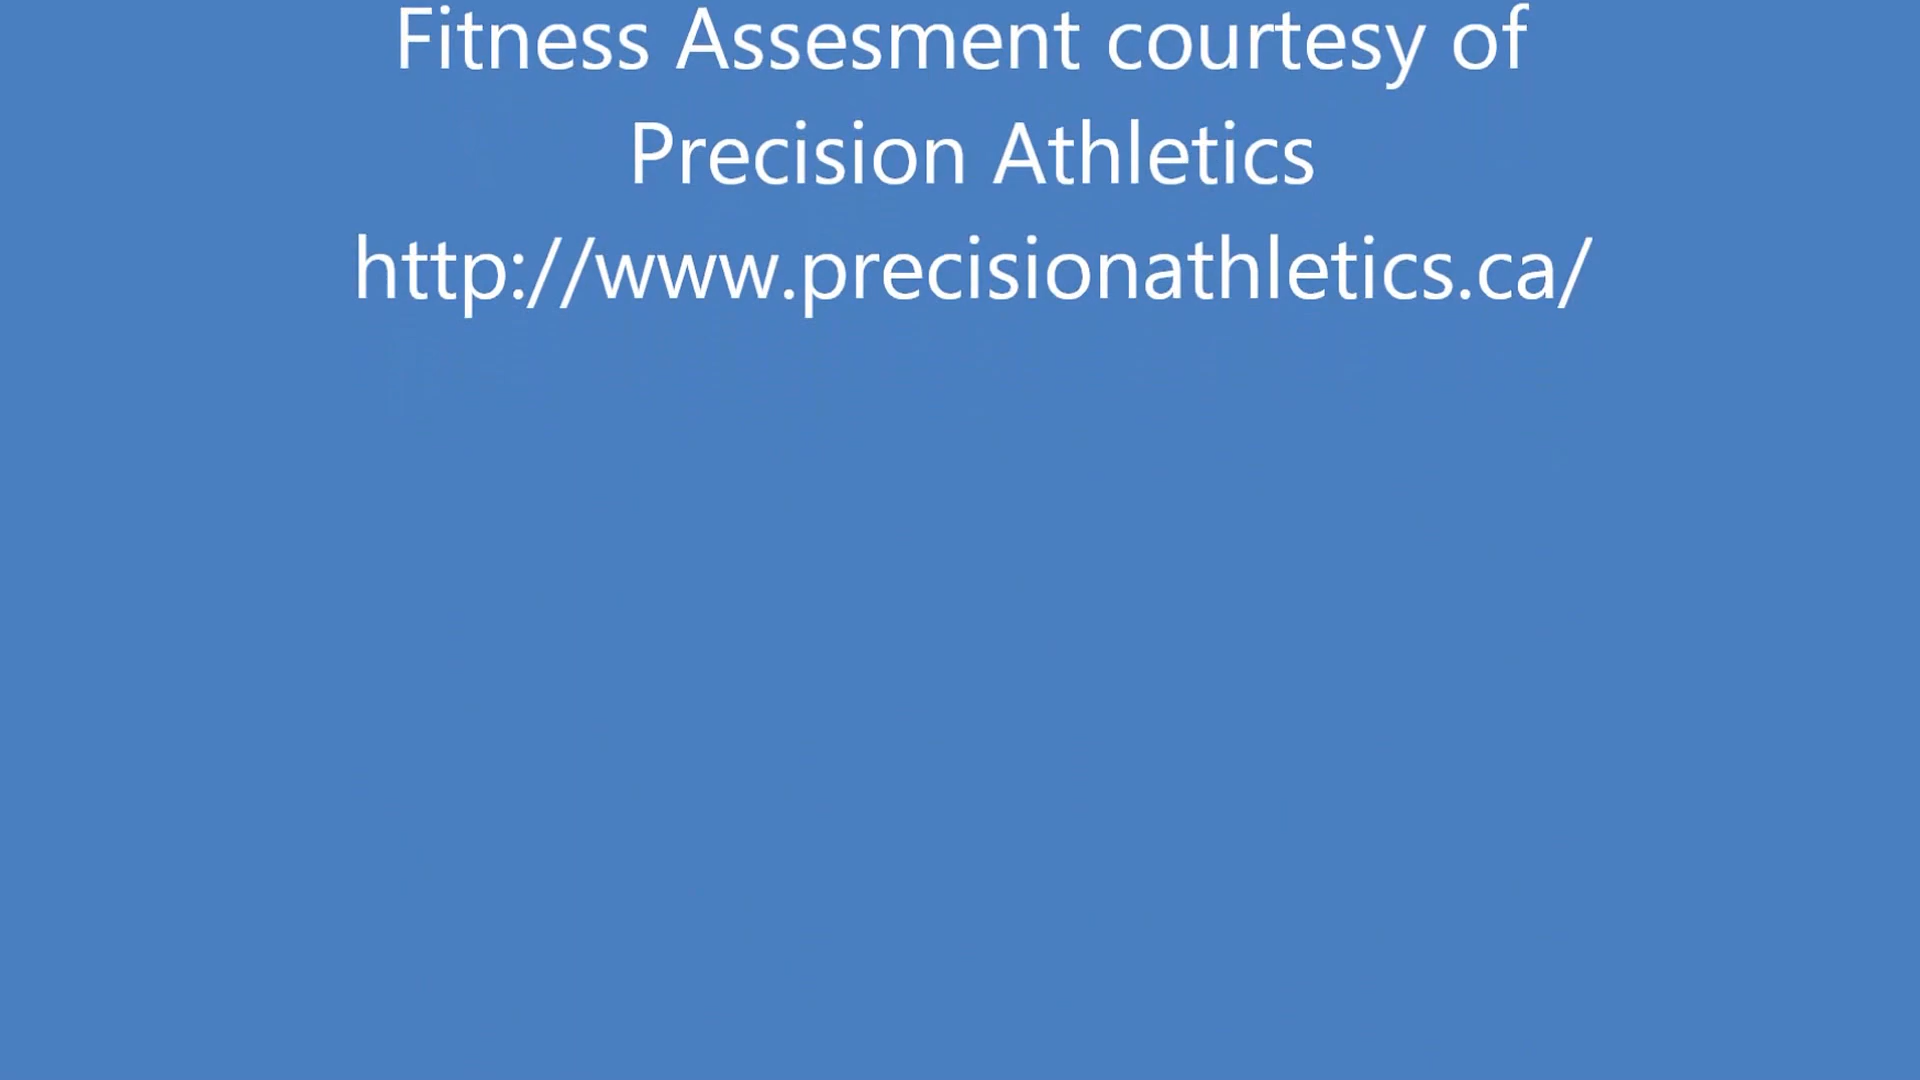 Fitness Assesment courtesy of
Precision Athletics
http://www.precisionathletics.ca/